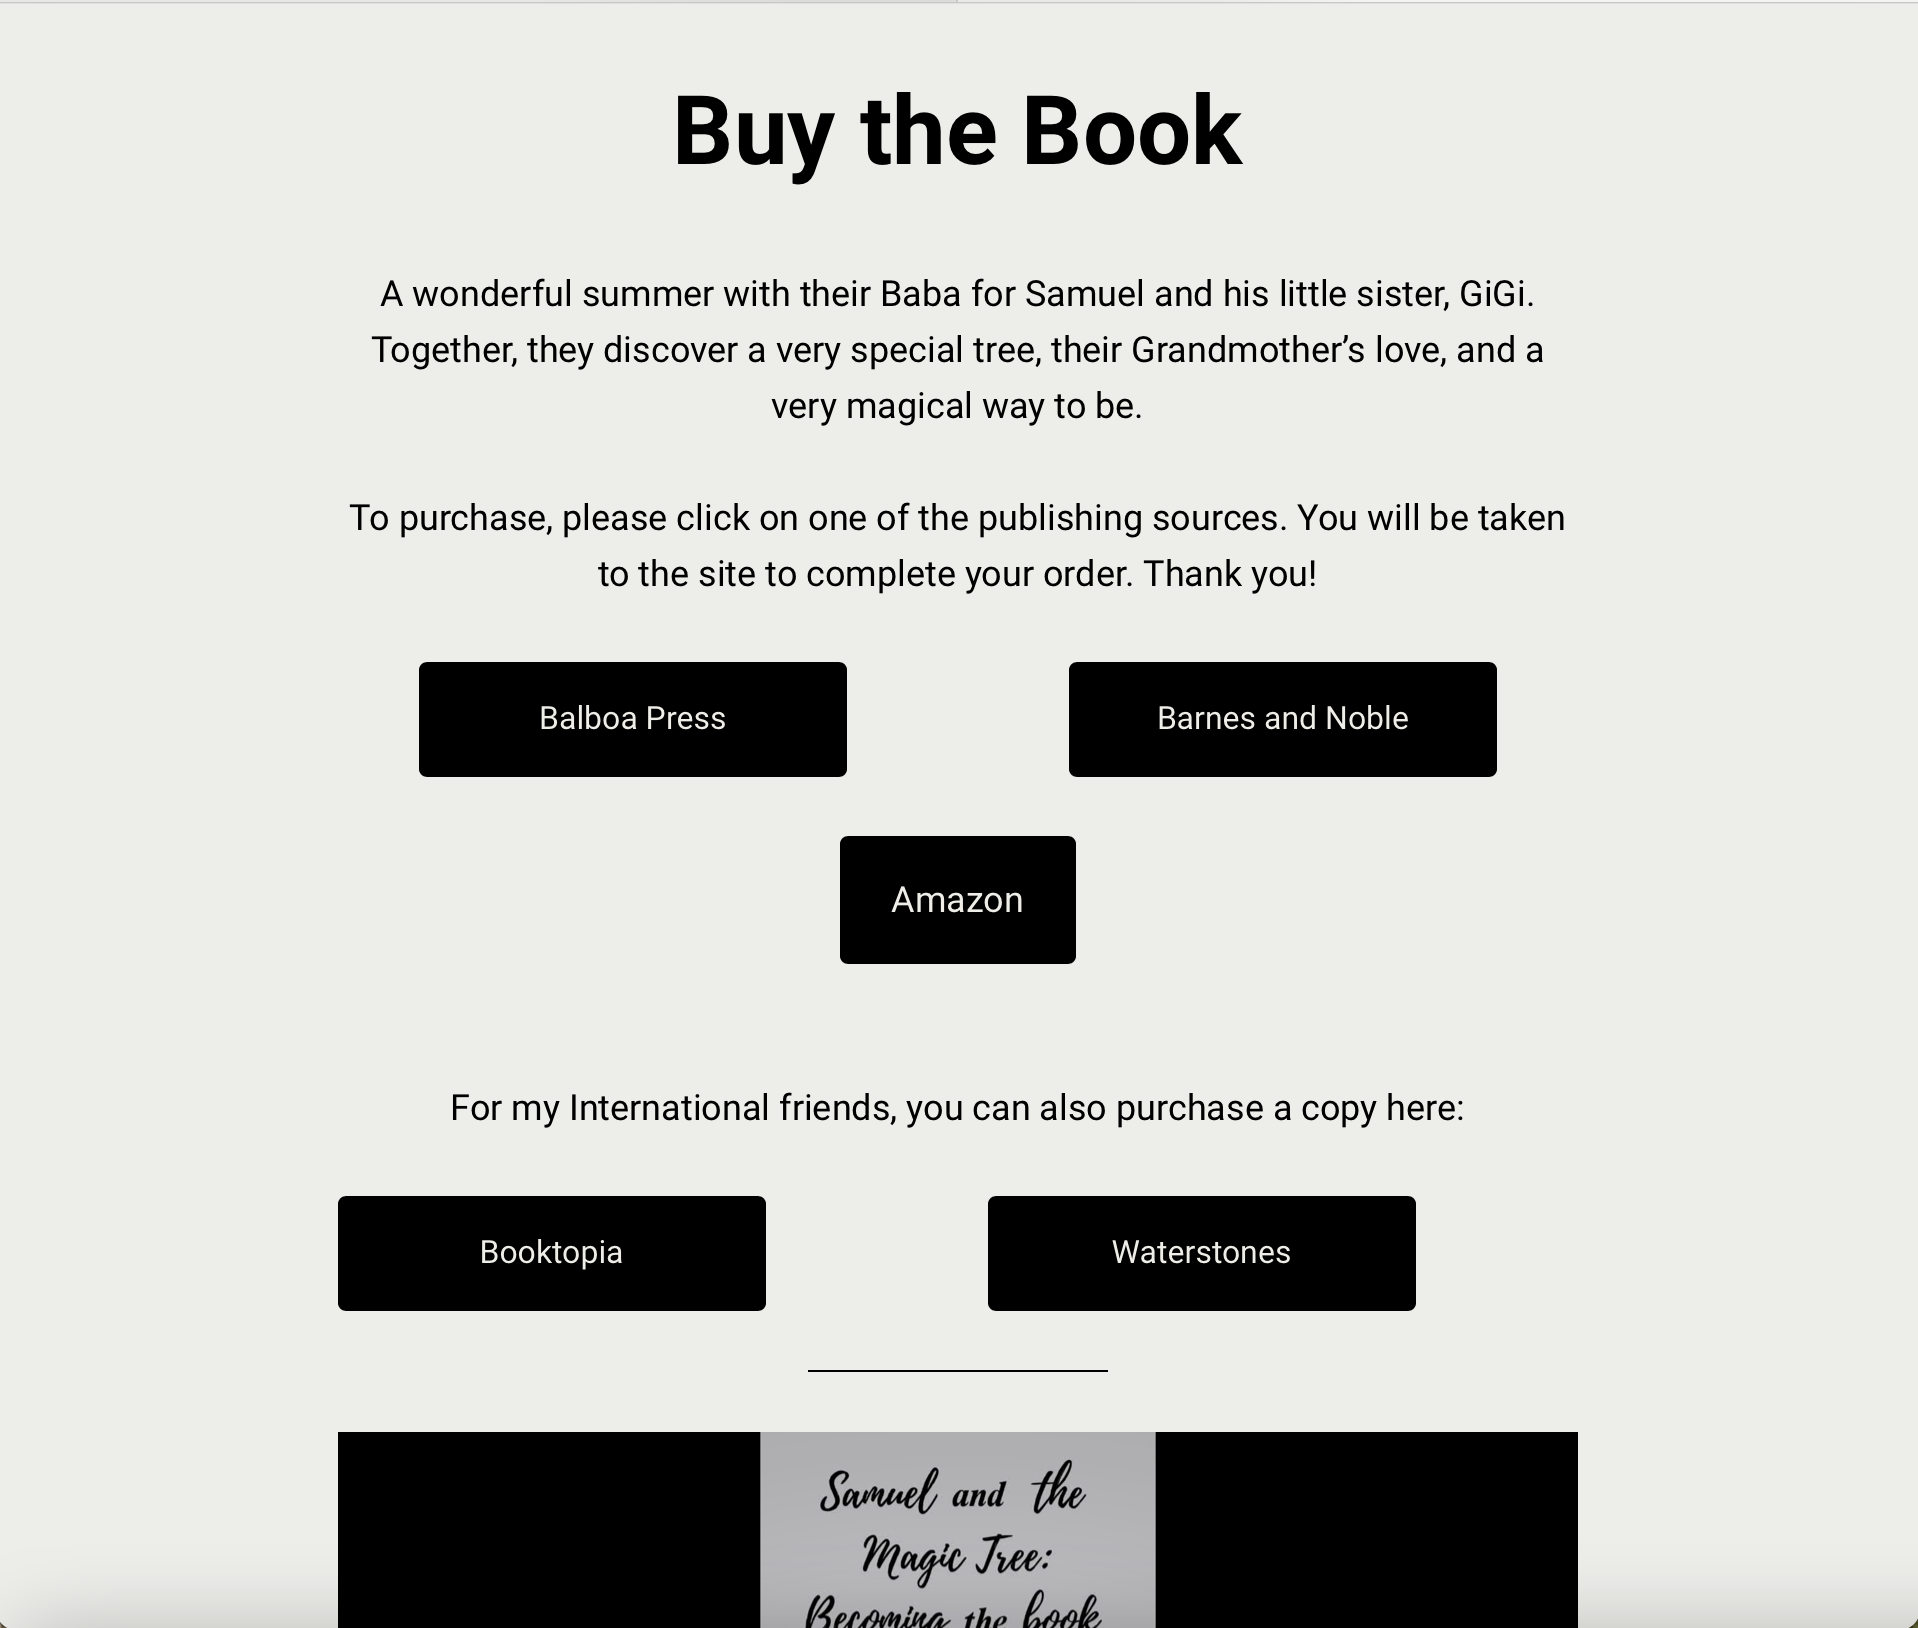 Buy the Book
A wonderful summer with their Baba for Samuel and his little sister, GiGi.
Together, they discover a very special tree, their Grandmother’s love, and a
very magical way to be.
To purchase, please click on one of the publishing sources. You will be taken
to the site to complete your order. Thank you!
Balboa Press
Barnes and Noble
Amazon
For my International friends, you can also purchase a copy here:
Booktopia
Waterstones
Samuel and the
Magic Tree:
Becoming the book